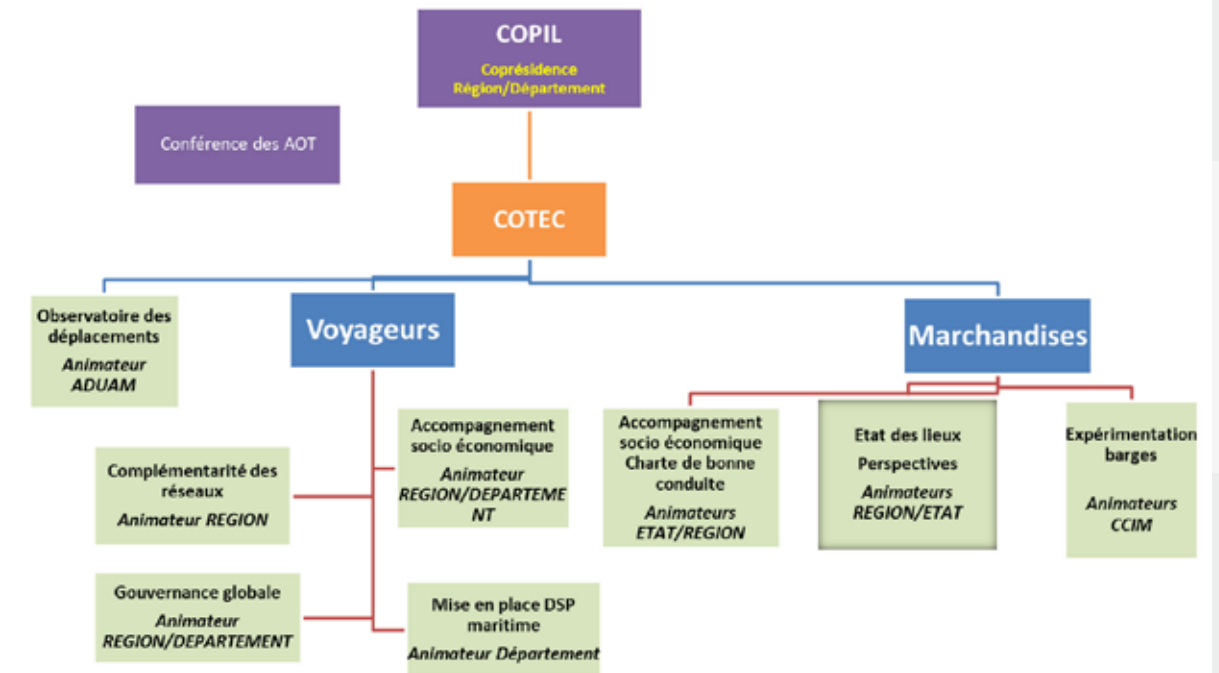 COPIL
Coprésidence
Région/Département
Conférence des AOT
COTEC
Observatoire des
déplacements
Animateur
ADUAM
Voyageurs
Marchandises
Accompagnement
socio économique
Animateur
REGION/DEPARTEME
NT
Complémentarité des
réseaux
Animateur REGION
Gouvernance globale
Animateur
REGION/DEPARTEMENT
Mise en place DSP
maritime
Animateur Département
Accompagnement
socio économique
Charte de bonne
conduite
Animateurs
ETAT/REGION
Etat des lieux
Perspectives
Animateurs
REGION/ETAT
Expérimentation
barges
Animateurs
CCIM